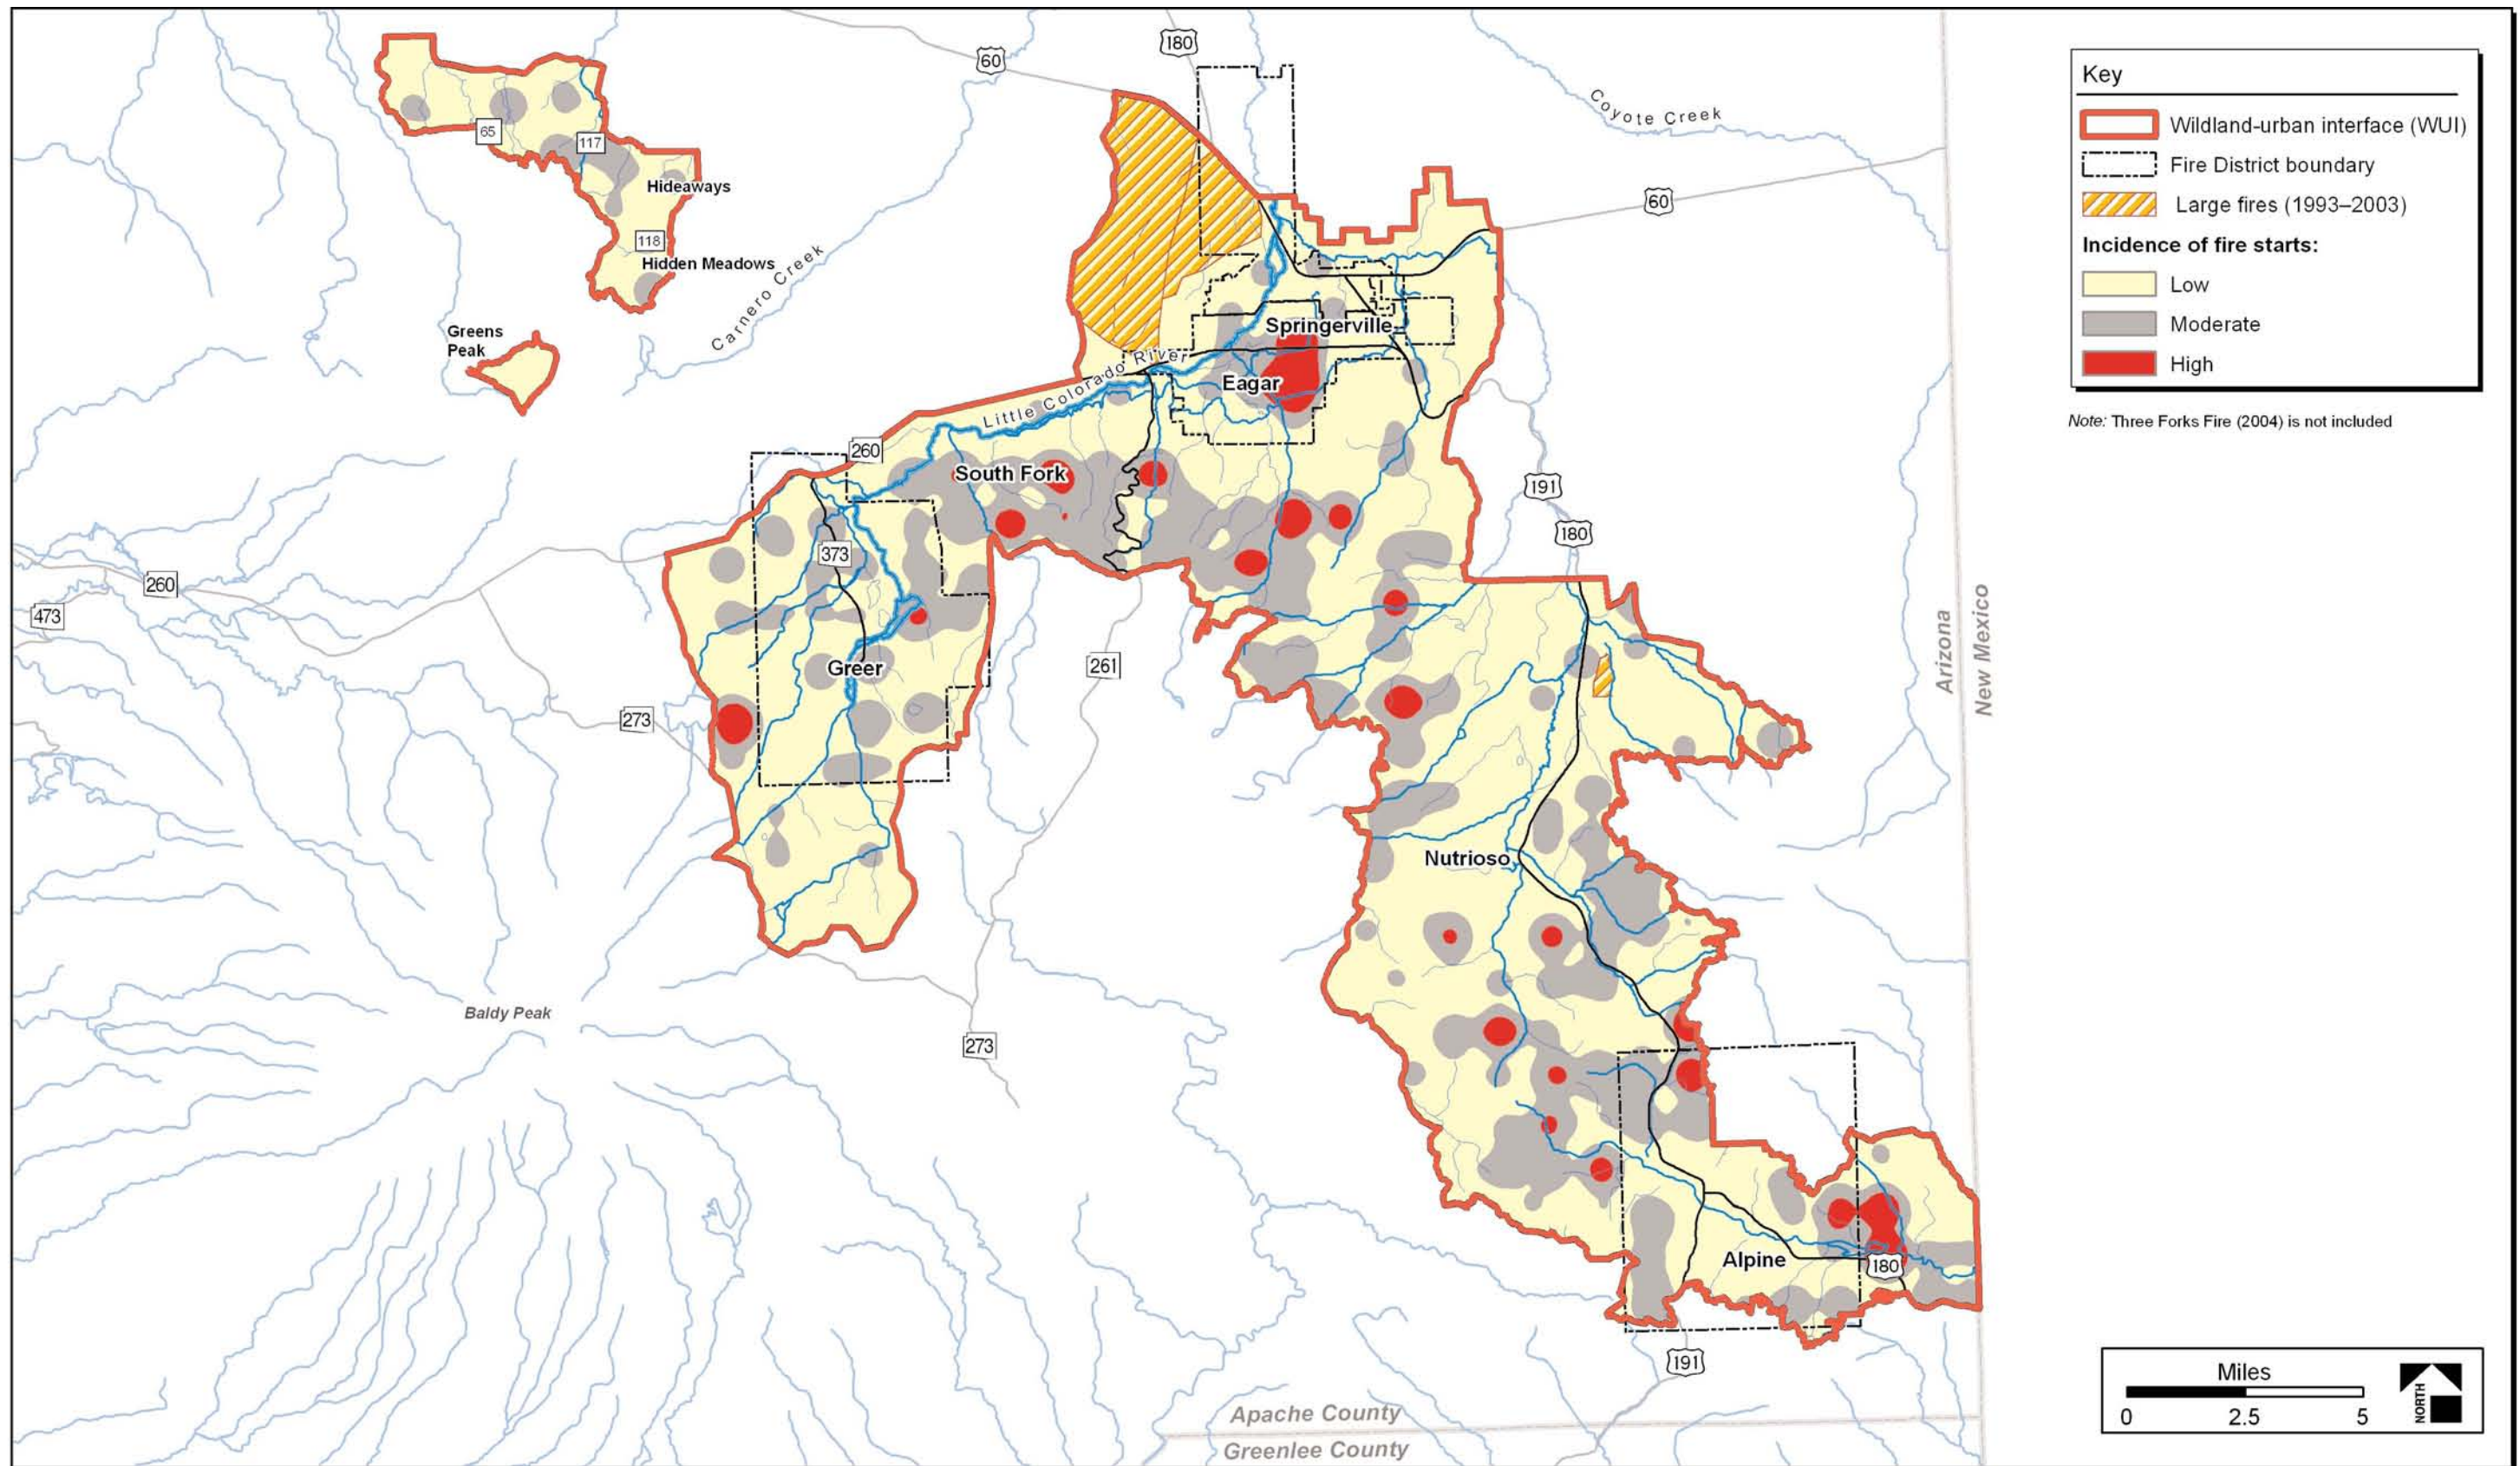 60
180
Coyote Creek
60
65
117
Hideaways
118
Hidden Meadows
Carnero Creek
Greens
Peak
Springerville
Little Colorado River
Eagar
260
South Fork
191
180
373
260
473
Greer
261
273
Arizona
New Mexico
Nutrioso
Baldy Peak
273
Alpine
180
191
Apache County
Greenlee County
Key
Wildland-urban interface (WUI)
Fire District boundary
Large fires (1993–2003)
Incidence of fire starts:
Low
Moderate
High
Note: Three Forks Fire (2004) is not included
Miles
0 2.5 5
NORTH